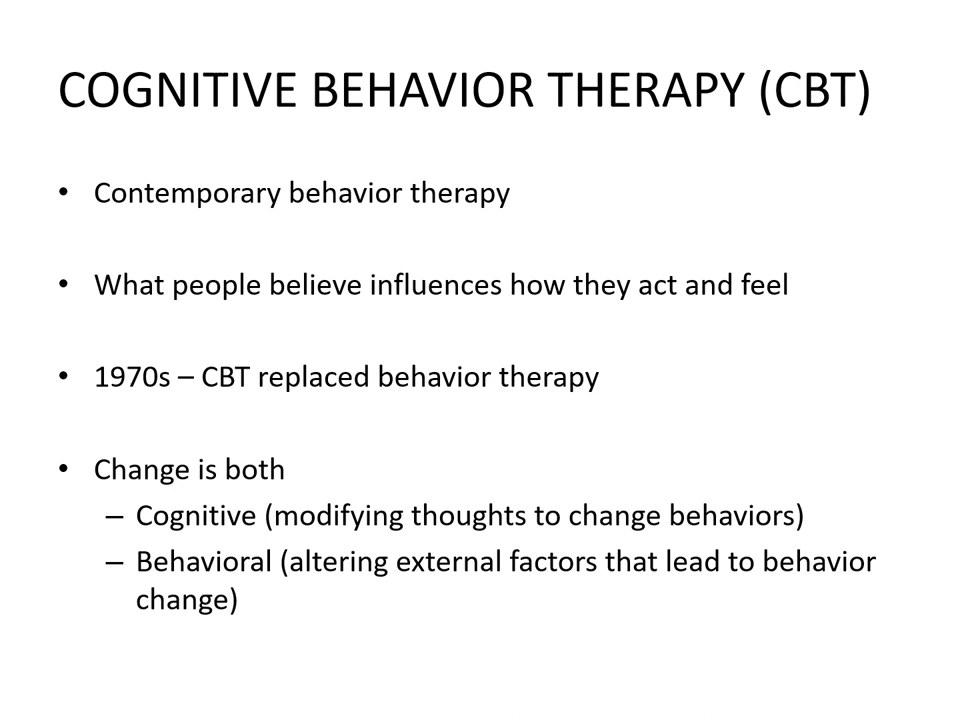 COGNITIVE BEHAVIOR THERAPY (CBT)
• Contemporary behavior therapy
• What people believe influences how they act and feel
• 1970s – CBT replaced behavior therapy
• Change is both
– Cognitive (modifying thoughts to change behaviors)
– Behavioral (altering external factors that lead to behavior
change)